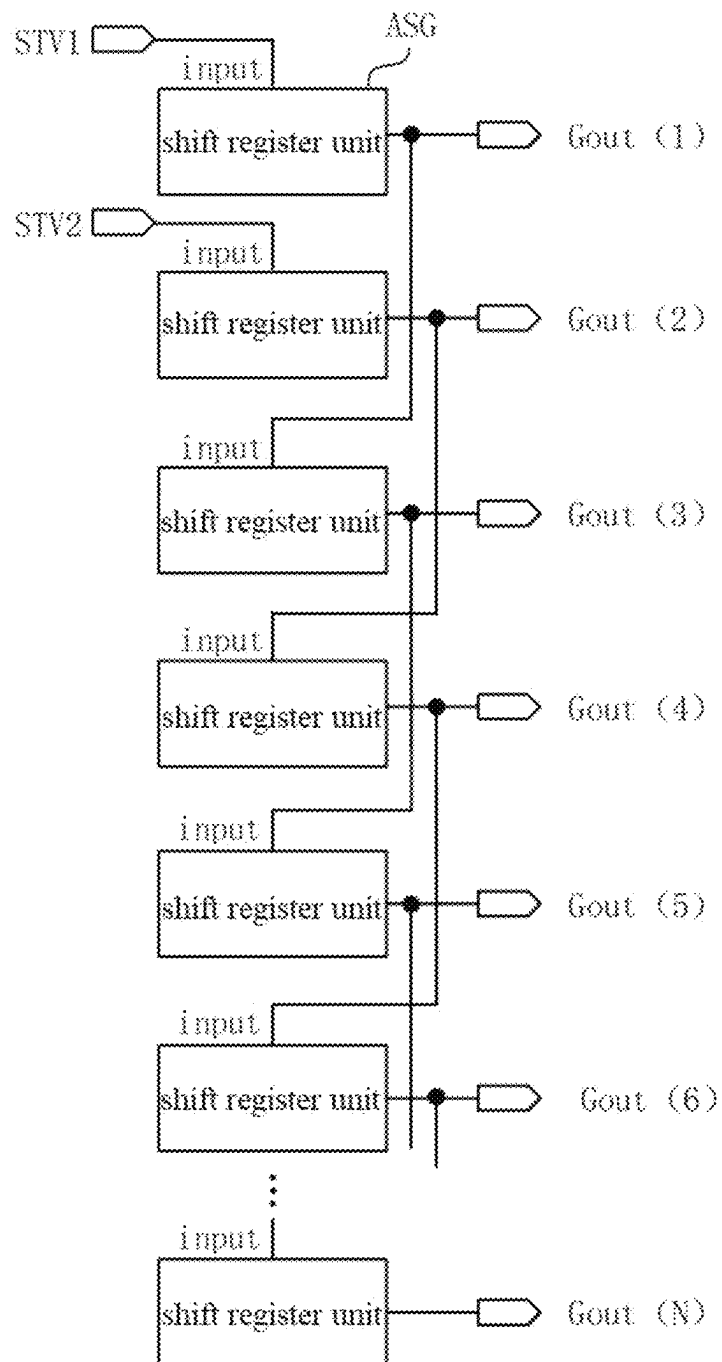 STV1
ASG
input
shift register unit
Gout (1)
STV2
input
shift register unit
Gout (2)
input
shift register unit
Gout (3)
input
shift register unit
Gout (4)
input
shift register unit
Gout (5)
input
shift register unit
Gout (6)
input
shift register unit
Gout (N)